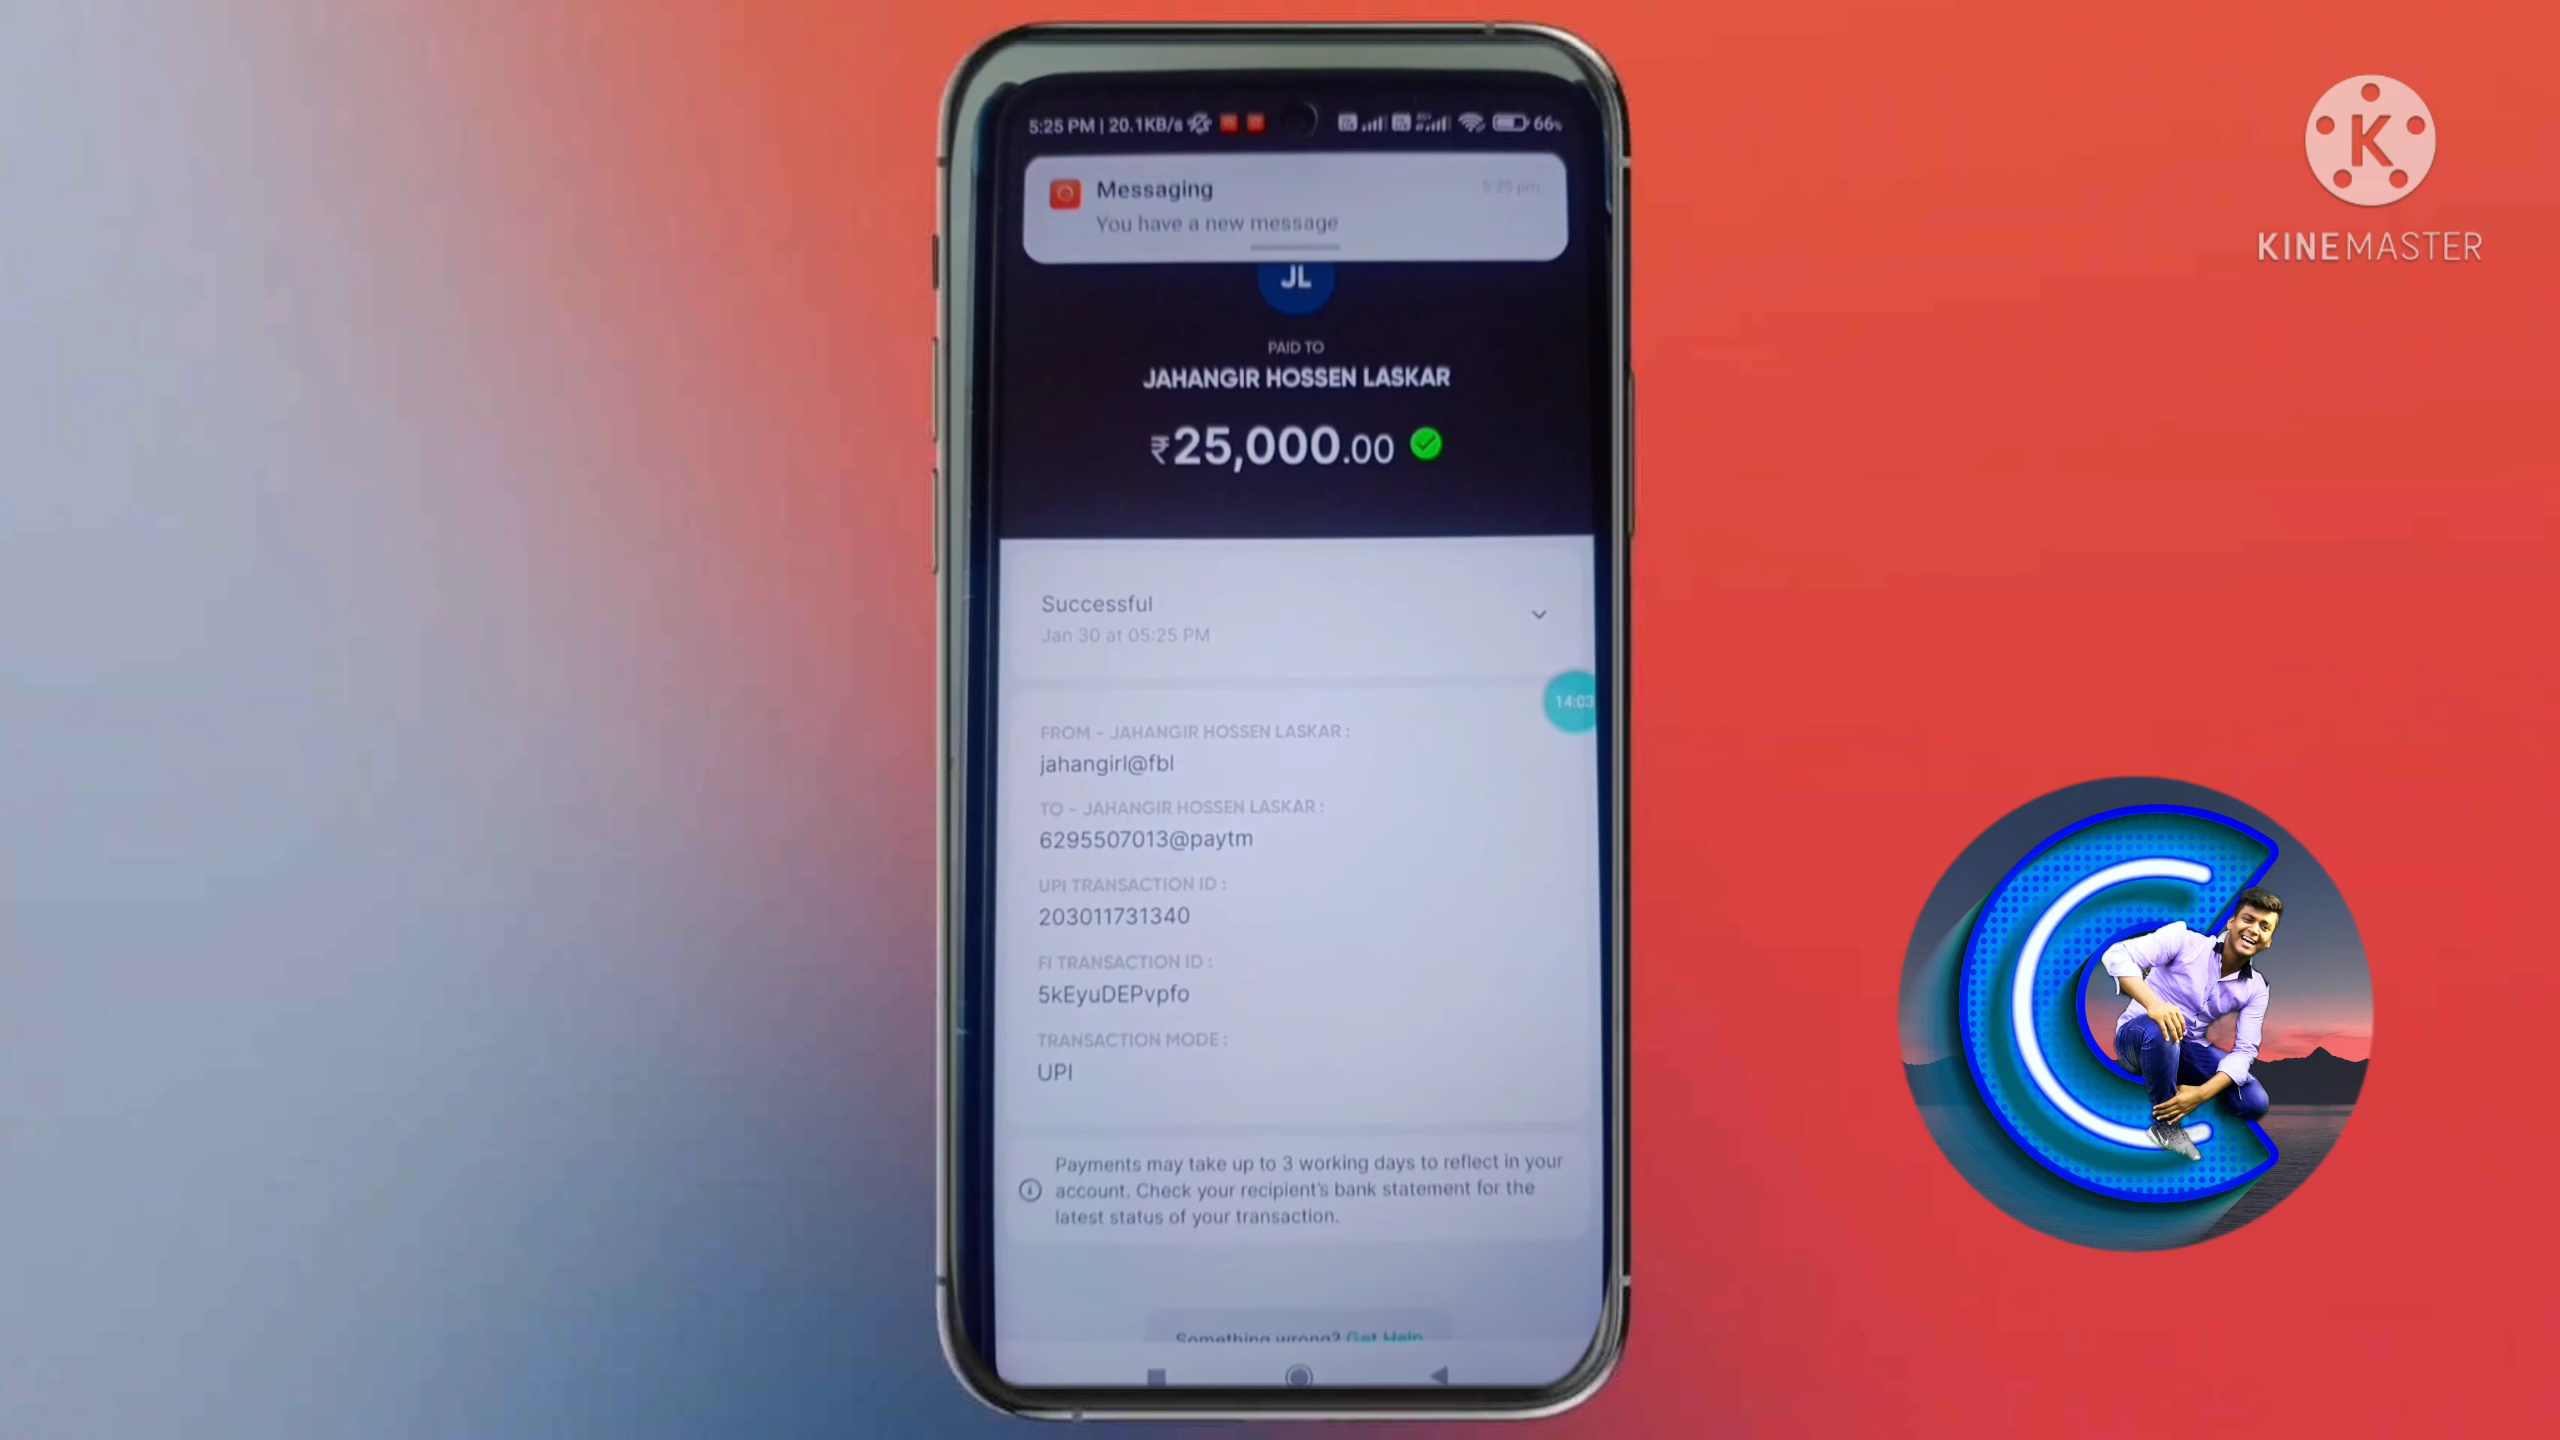 5:25 PM | 20.1KB/s
66%
Messaging
5:25 pm
You have a new message
JL
PAID TO
JAHANGIR HOSSEN LASKAR
₹25,000.00
Successful
Jan 30 at 05:25 PM
14:03
FROM - JAHANGIR HOSSEN LASKAR :
jahangirl@fbl
TO - JAHANGIR HOSSEN LASKAR :
6295507013@paytm
UPI TRANSACTION ID :
203011731340
FI TRANSACTION ID :
5kEyuDEPvpfo
TRANSACTION MODE :
UPI
Payments may take up to 3 working days to reflect in your
account. Check your recipient's bank statement for the
latest status of your transaction.
Something wrong? Get Help
K
KINEMASTER
C